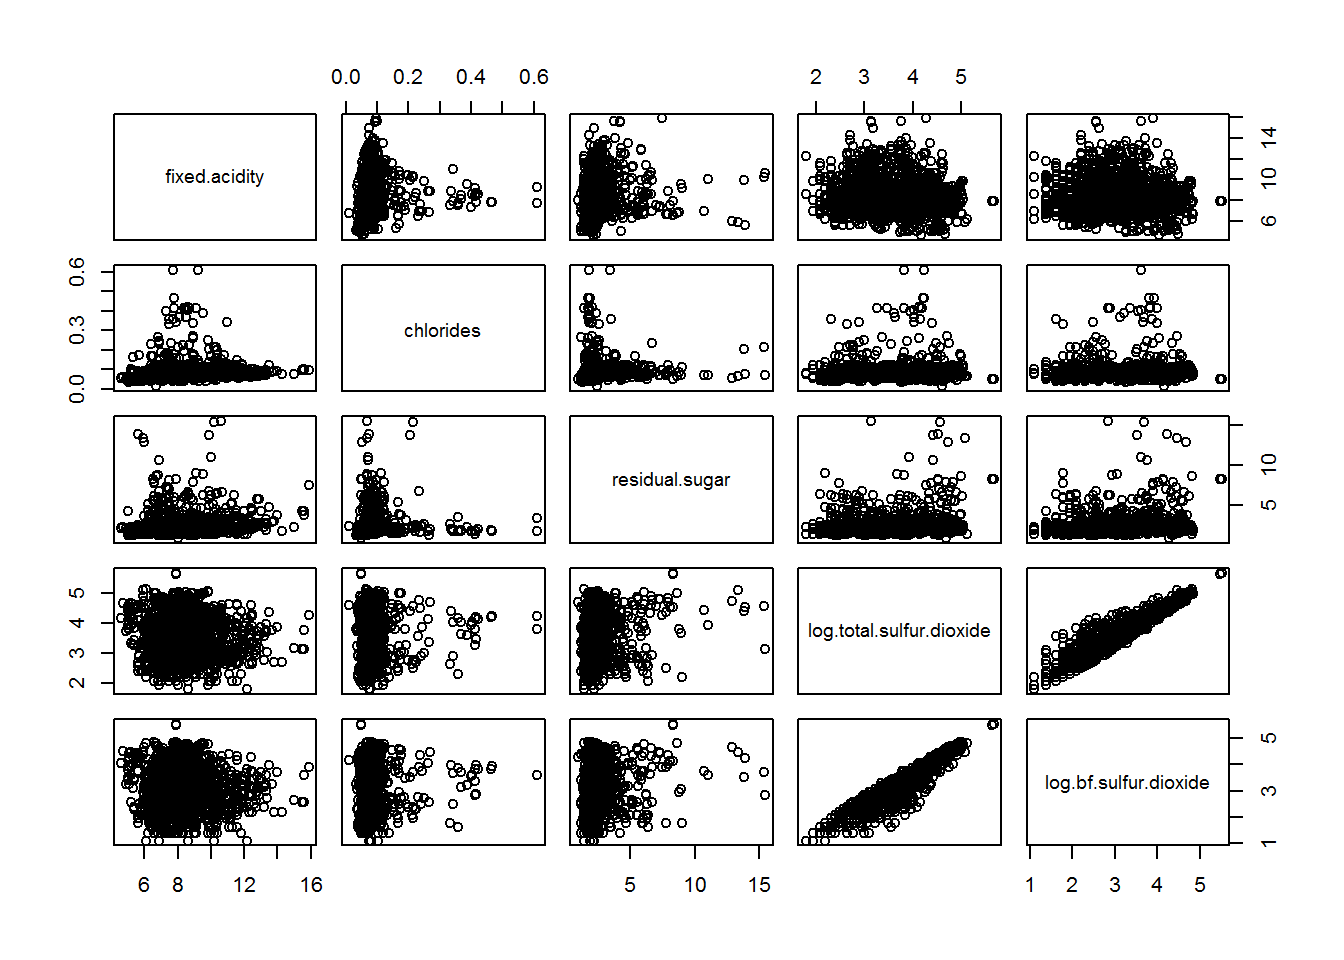 0.0 0.2 0.4 0.6 2 3 4 5
fixed.acidity
6 10 14
0.0 0.3 0.6
chlorides
residual.sugar
5 10
2 3 4 5
log.total.sulfur.dioxide
log.bf.sulfur.dioxide
1 3 5
6 8 12 16 5 10 15 1 2 3 4 5